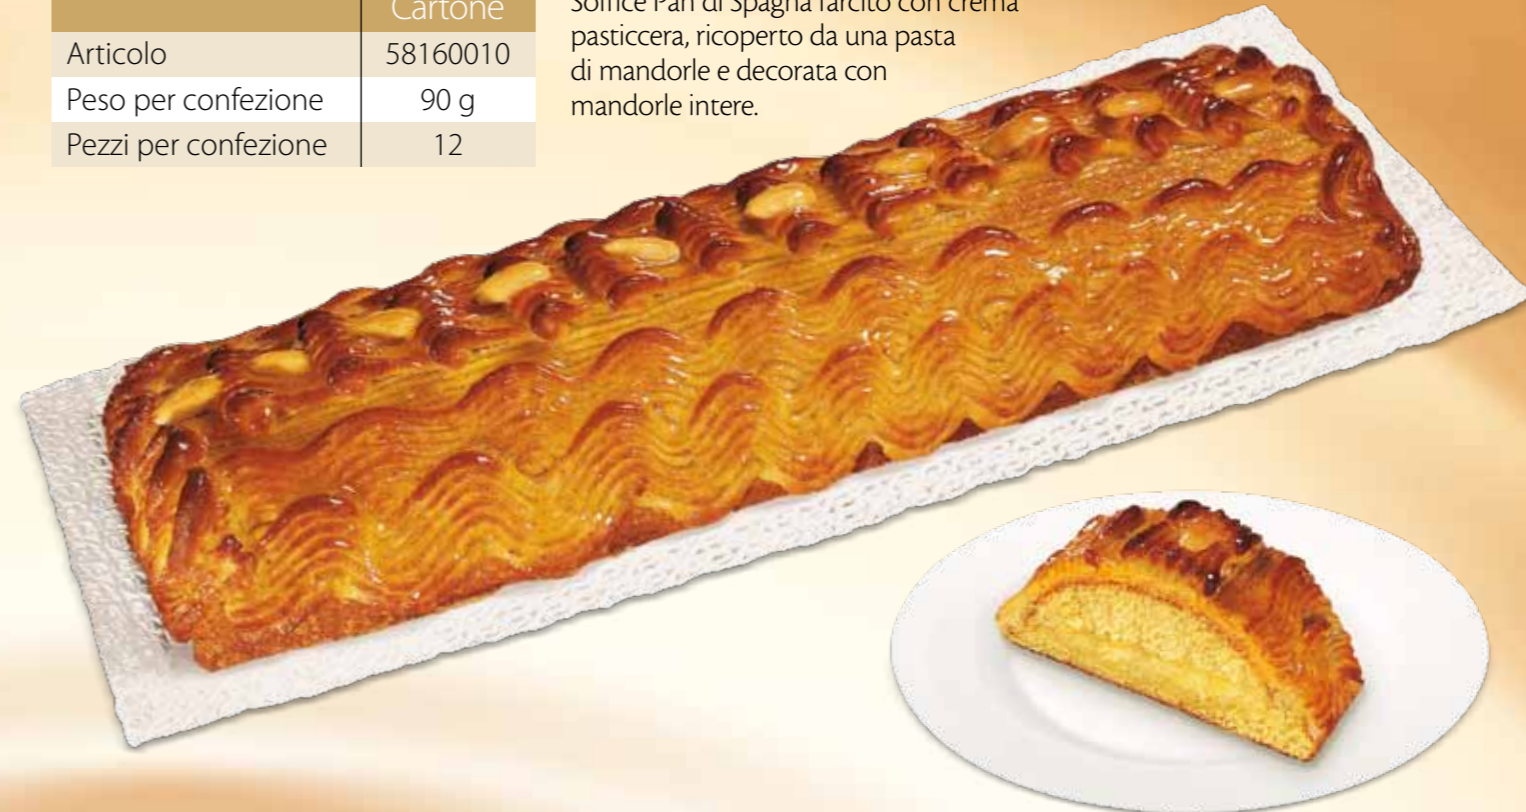 Cartone
Articolo 58160010
Peso per confezione 90 g
Pezzi per confezione 12
Soffice Pan di Spagna farcito con crema
pasticcera, ricoperto da una pasta
di mandorle e decorata con
mandorle intere.